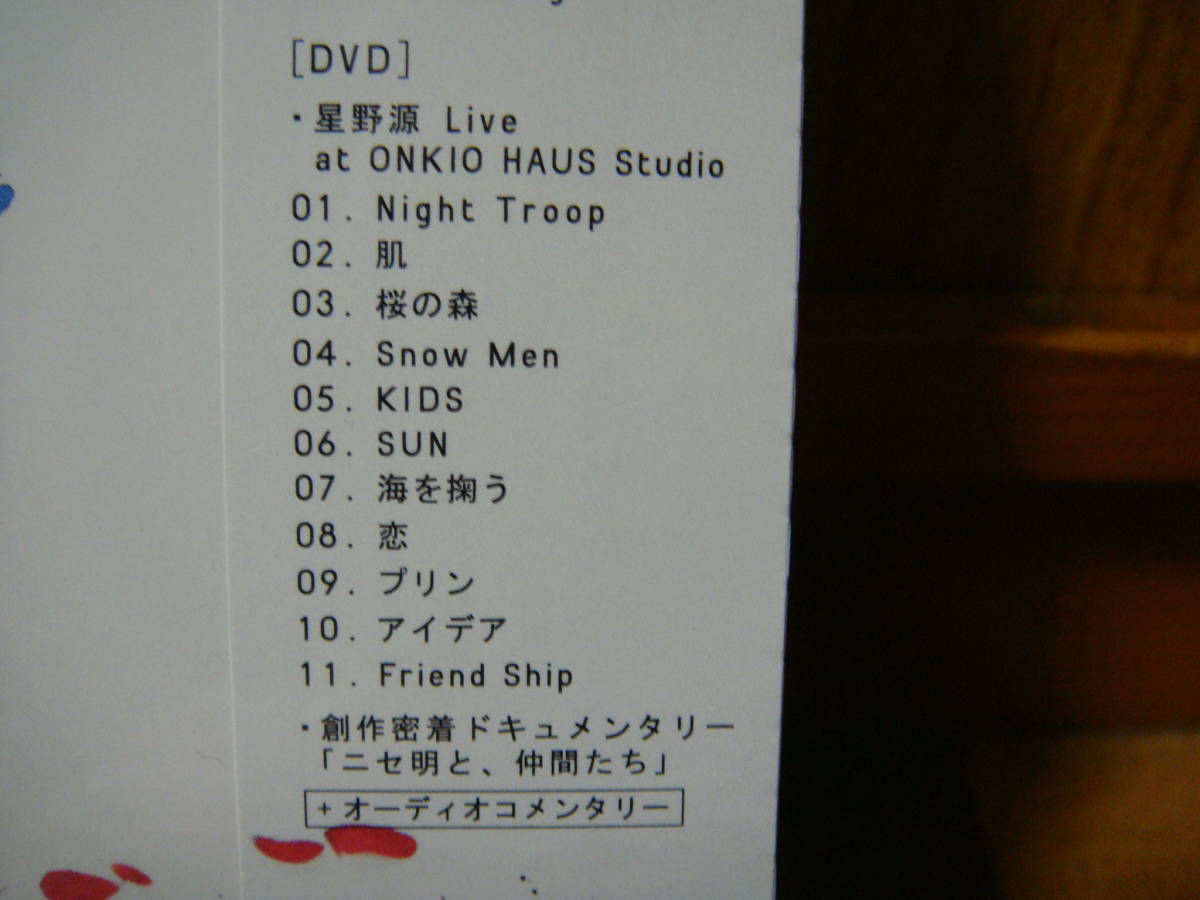 [DVD]
・星野源 Live
at ONKIO HAUS Studio
01. Night Troop
02. 肌
03. 桜の森
04. Snow Men
05. KIDS
06. SUN
07. 海を掬う
08. 恋
09. プリン
10. アイデア
11. Friend Ship
・創作密着ドキュメンタリー
「ニセ明と、仲間たち」
+ オーディオコメンタリー